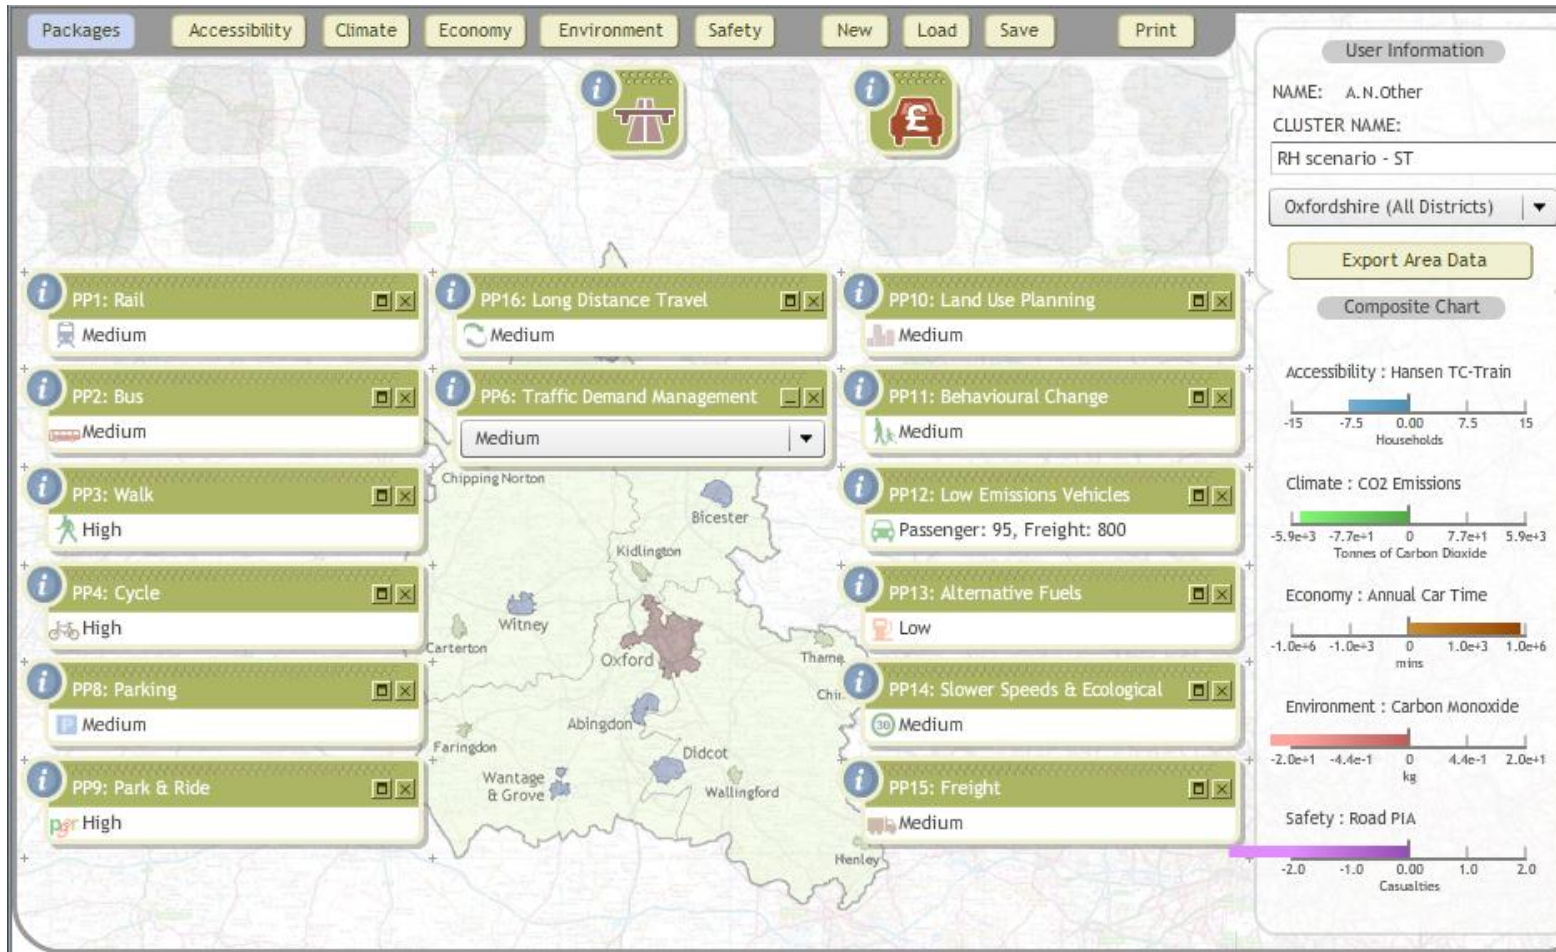 Packages Accessibility Climate Economy Environment Safety New Load Save Print
User Information
NAME: A.N.Other
CLUSTER NAME:
RH scenario - ST
Oxfordshire (All Districts)
Export Area Data
Composite Chart
Accessibility : Hansen TC-Train
-15 -7.5 0.00 7.5 15
Households
Climate : CO2 Emissions
-5.9e+3 -7.7e+1 0 7.7e+1 5.9e+3
Tonnes of Carbon Dioxide
Economy : Annual Car Time
-1.0e+6 -1.0e+3 0 1.0e+3 1.0e+6
mins
Environment : Carbon Monoxide
-2.0e+1 -4.4e-1 0 4.4e-1 2.0e+1
kg
Safety : Road PIA
-2.0 -1.0 0.00 1.0 2.0
Casualties
£
PP1: Rail
Medium
PP2: Bus
Medium
PP3: Walk
High
PP4: Cycle
High
PP8: Parking
P Medium
PP9: Park & Ride
p&r High
PP16: Long Distance Travel
Medium
PP6: Traffic Demand Management
Medium
PP10: Land Use Planning
Medium
PP11: Behavioural Change
Medium
PP12: Low Emissions Vehicles
Passenger: 95, Freight: 800
PP13: Alternative Fuels
Low
PP14: Slower Speeds & Ecological
30 Medium
PP15: Freight
Medium
Chipping Norton
Bicester
Kidlington
Witney
Carterton
Oxford
Thame
Abingdon
Faringdon
Didcot
Wantage
& Grove
Wallingford
Henley